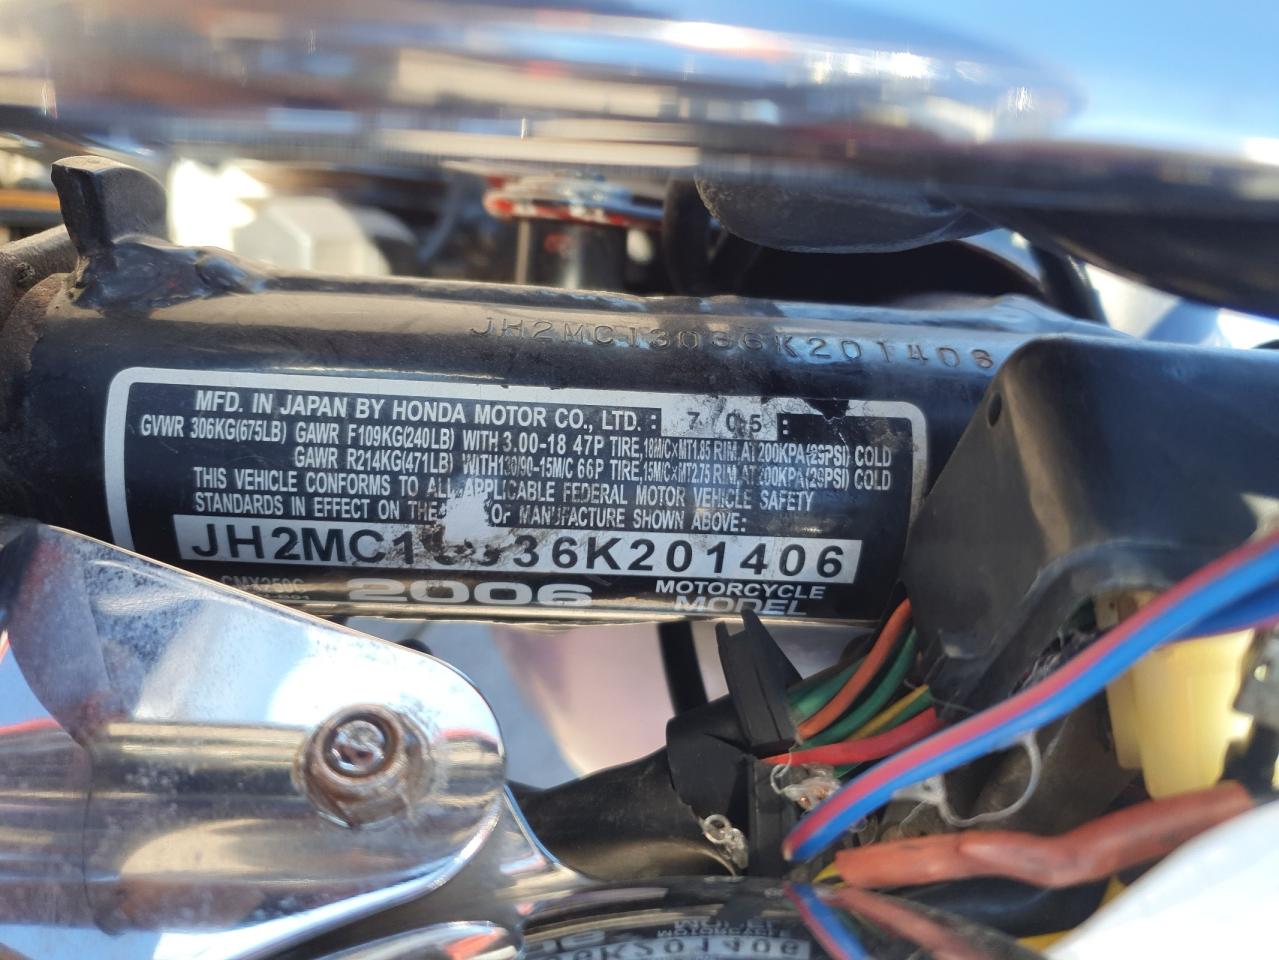 JH2MC13036K201406
MFD. IN JAPAN BY HONDA MOTOR CO., LTD. : 7/05 :
GVWR 306KG(675LB) GAWR F109KG(240LB) WITH 3.00-18 47P TIRE,18M/C×MT1.85 RIM, AT 200KPA(29PSI) COLD
GAWR R214KG(471LB) WITH130/90-15M/C 66P TIRE,15M/C×MT2.75 RIM, AT 200KPA(29PSI) COLD
THIS VEHICLE CONFORMS TO ALL APPLICABLE FEDERAL MOTOR VEHICLE SAFETY
STANDARDS IN EFFECT ON THE OF MANUFACTURE SHOWN ABOVE:
JH2MC1 36K201406
CMX250C 2006 MOTORCYCLE
MODEL